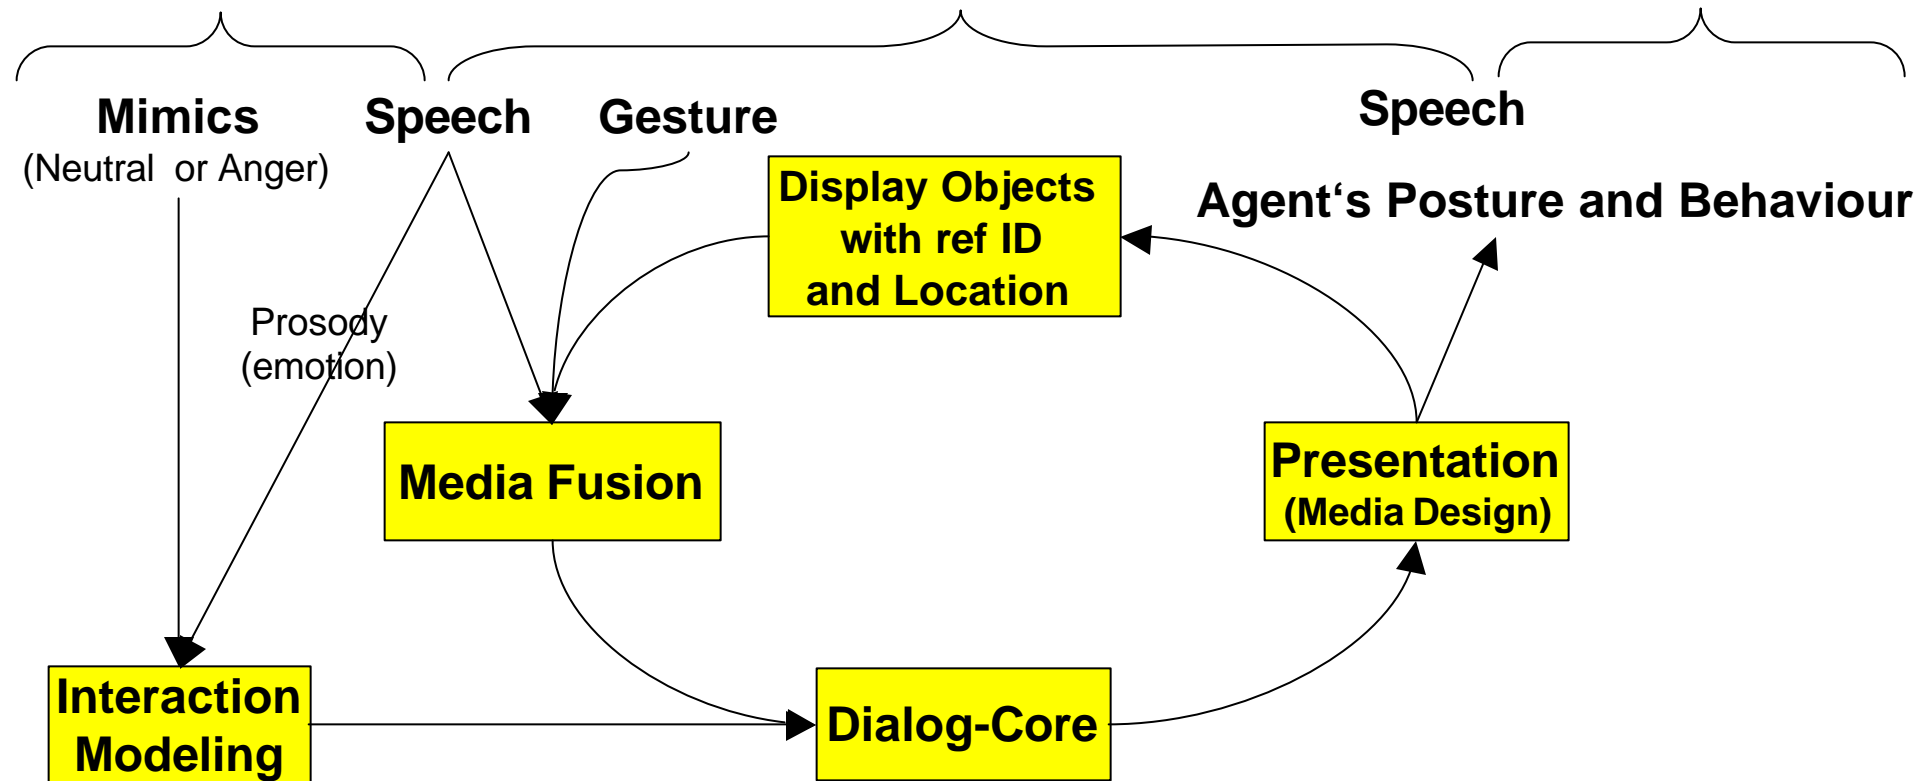 Mimics
(Neutral or Anger)
Speech
Gesture
Speech
Agent‘s Posture and Behaviour
Display Objects
with ref ID
and Location
Prosody
(emotion)
Media Fusion
Presentation
(Media Design)
Interaction
Modeling
Dialog-Core